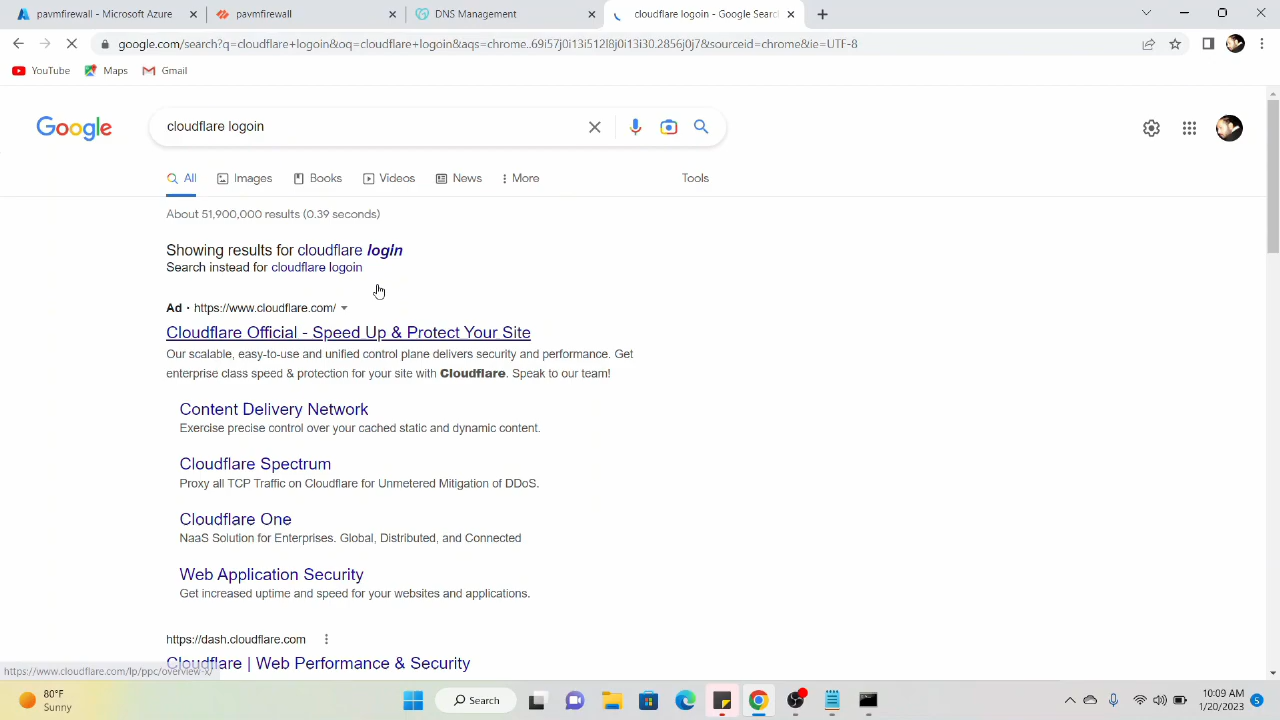 pavmfirewall - Microsoft Azure
pavmfirewall
DNS Management
cloudflare logoin - Google Searc
google.com/search?q=cloudflare+login&oq=cloudflare+login&aqs=chrome..69i57j0i13i512l8j0i13i30.2856j0j7&sourceid=chrome&ie=UTF-8
YouTube Maps Gmail
Google
cloudflare logoin
All Images Books Videos News More Tools
About 51,900,000 results (0.39 seconds)
Showing results for cloudflare login
Search instead for cloudflare logoin
Ad · https://www.cloudflare.com/
Cloudflare Official - Speed Up & Protect Your Site
Our scalable, easy-to-use and unified control plane delivers security and performance. Get
enterprise class speed & protection for your site with Cloudflare. Speak to our team!
Content Delivery Network
Exercise precise control over your cached static and dynamic content.
Cloudflare Spectrum
Proxy all TCP Traffic on Cloudflare for Unmetered Mitigation of DDoS.
Cloudflare One
NaaS Solution for Enterprises. Global, Distributed, and Connected
Web Application Security
Get increased uptime and speed for your websites and applications.
https://dash.cloudflare.com
Cloudflare | Web Performance & Security
https://www.cloudflare.com/lp/ppc/overview-x/
80°F
Sunny
Search
10:09 AM
1/20/2023
5